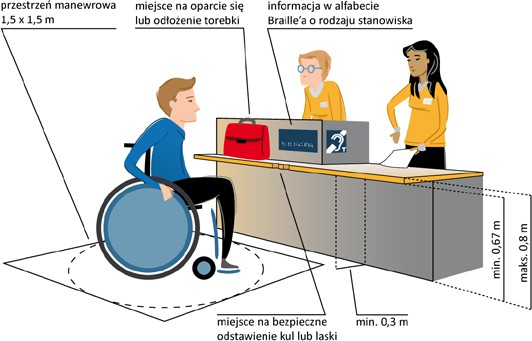 przestrzeń manewrowa
1,5 x 1,5 m
miejsce na oparcie się
lub odłożenie torebki
informacja w alfabecie
Braille’a o rodzaju stanowiska
min. 0,67 m
maks. 0.8 m
miejsce na bezpieczne
odstawienie kul lub laski
min. 0,3 m